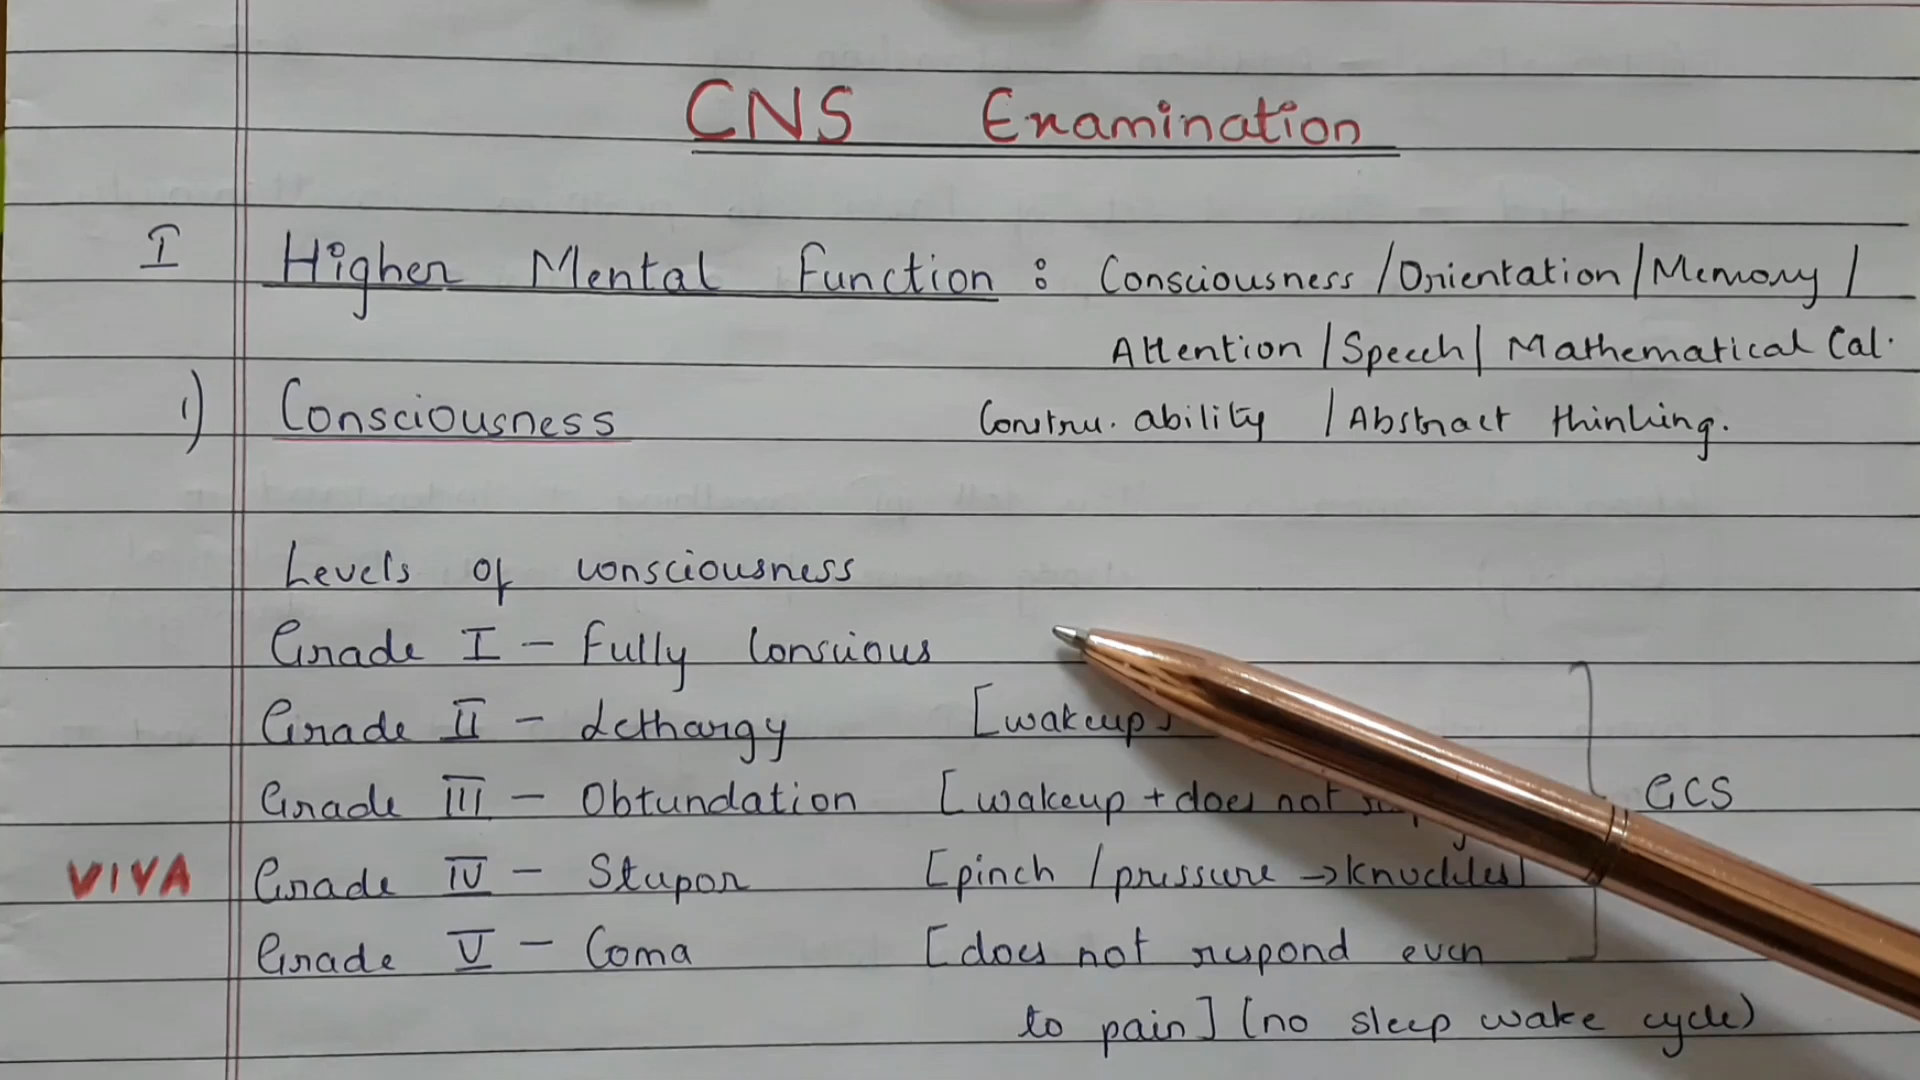 CNS Examination
I Higher Mental Function : Consciousness / Orientation / Memory /
Attention / Speech / Mathematical Cal.
1) Consciousness Constru. ability / Abstract thinking.
Levels of consciousness
Grade I - Fully Conscious
Grade II - Lethargy [wakeup]
Grade III - Obtundation [wakeup + does not
GCS
VIVA Grade IV - Stupor [pinch / pressure → knuckles]
Grade V - Coma [does not respond even
to pain] (no sleep wake cycle)